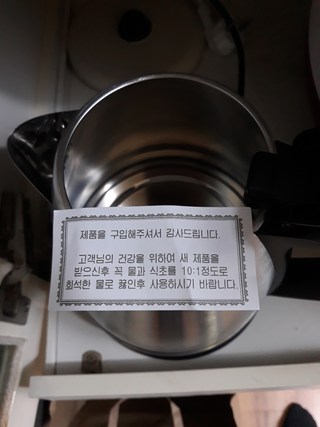 제품을 구입해주셔서 감사드립니다.
고객님의 건강을 위하여 새 제품을
받으신후 꼭 물과 식초를 10:1정도로
희석한 물로 끓인후 사용하시기 바랍니다.